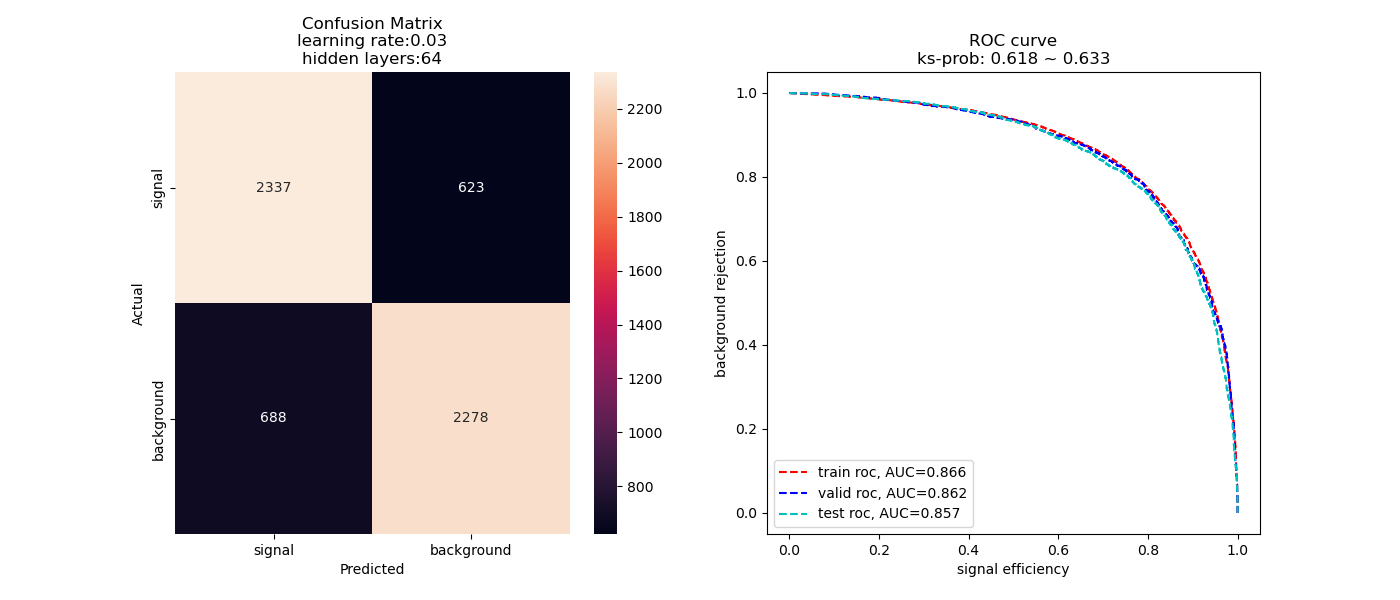 Confusion Matrix
learning rate:0.03
hidden layers:64
signal
background
Actual
2337
623
688
2278
signal
background
Predicted
2200
2000
1800
1600
1400
1200
1000
800
ROC curve
ks-prob: 0.618 ~ 0.633
background rejection
1.0
0.8
0.6
0.4
0.2
0.0
train roc, AUC=0.866
valid roc, AUC=0.862
test roc, AUC=0.857
0.0
0.2
0.4
0.6
0.8
1.0
signal efficiency